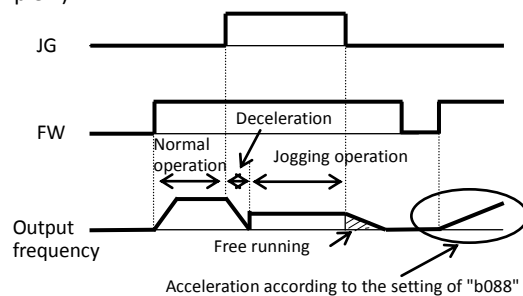 JG
FW
Deceleration
Normal
operation
Jogging operation
Output
frequency
Free running
Acceleration according to the setting of "b088"